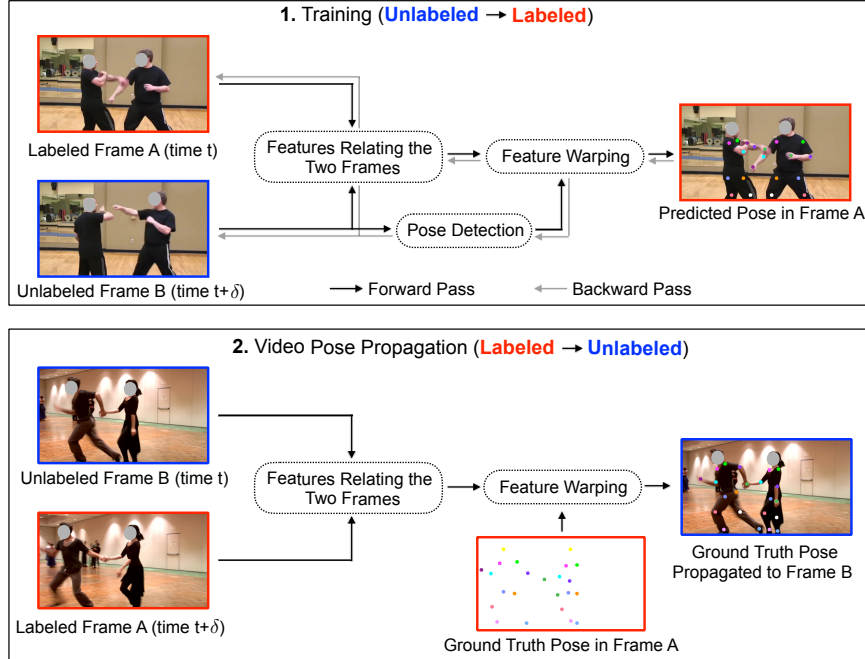 1. Training (Unlabeled → Labeled)
Labeled Frame A (time t)
Features Relating the
Two Frames
Feature Warping
Predicted Pose in Frame A
Pose Detection
Unlabeled Frame B (time t+δ)
Forward Pass
Backward Pass
2. Video Pose Propagation (Labeled → Unlabeled)
Unlabeled Frame B (time t)
Features Relating the
Two Frames
Feature Warping
Ground Truth Pose
Propagated to Frame B
Labeled Frame A (time t+δ)
Ground Truth Pose in Frame A